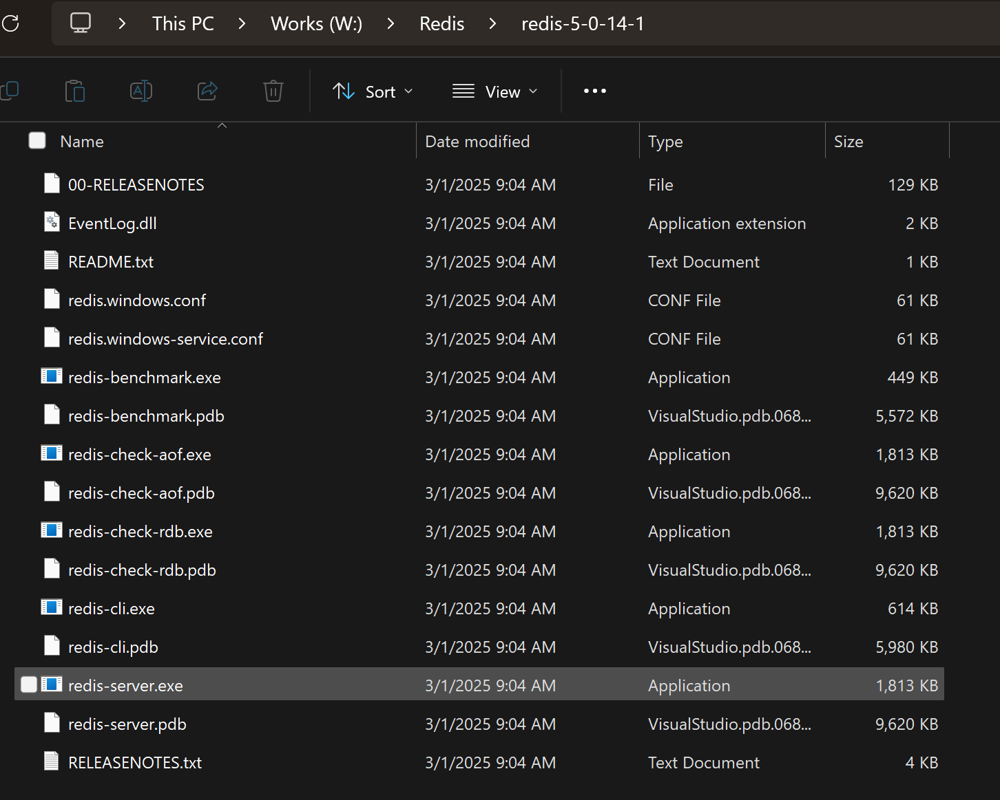 This PC > Works (W:) > Redis > redis-5-0-14-1
Sort View
Name Date modified Type Size
00-RELEASENOTES 3/1/2025 9:04 AM File 129 KB
EventLog.dll 3/1/2025 9:04 AM Application extension 2 KB
README.txt 3/1/2025 9:04 AM Text Document 1 KB
redis.windows.conf 3/1/2025 9:04 AM CONF File 61 KB
redis.windows-service.conf 3/1/2025 9:04 AM CONF File 61 KB
redis-benchmark.exe 3/1/2025 9:04 AM Application 449 KB
redis-benchmark.pdb 3/1/2025 9:04 AM VisualStudio.pdb.068... 5,572 KB
redis-check-aof.exe 3/1/2025 9:04 AM Application 1,813 KB
redis-check-aof.pdb 3/1/2025 9:04 AM VisualStudio.pdb.068... 9,620 KB
redis-check-rdb.exe 3/1/2025 9:04 AM Application 1,813 KB
redis-check-rdb.pdb 3/1/2025 9:04 AM VisualStudio.pdb.068... 9,620 KB
redis-cli.exe 3/1/2025 9:04 AM Application 614 KB
redis-cli.pdb 3/1/2025 9:04 AM VisualStudio.pdb.068... 5,980 KB
redis-server.exe 3/1/2025 9:04 AM Application 1,813 KB
redis-server.pdb 3/1/2025 9:04 AM VisualStudio.pdb.068... 9,620 KB
RELEASENOTES.txt 3/1/2025 9:04 AM Text Document 4 KB